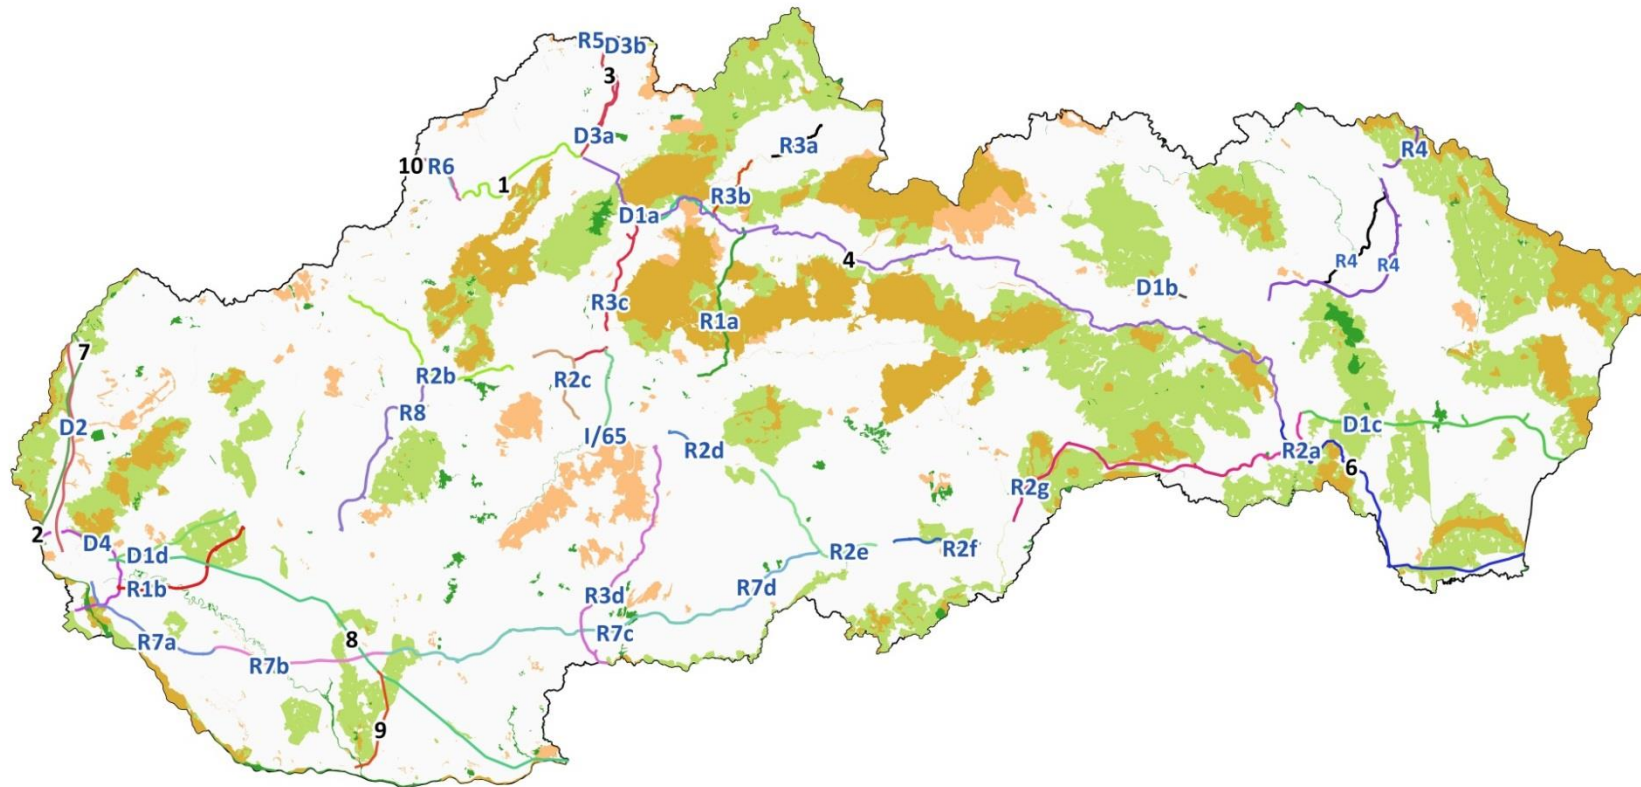 R5
D3b
3
D3a
R3a
R4
10
R6
1
R3b
D1a
4
R4
R4
D1b
R3c
R1a
7
R2b
R2c
R8
D2
I/65
D1c
R2d
R2a
6
R2g
2
D4
D1d
R2e
R2f
R1b
R7d
R3d
R7a
8
R7c
R7b
9